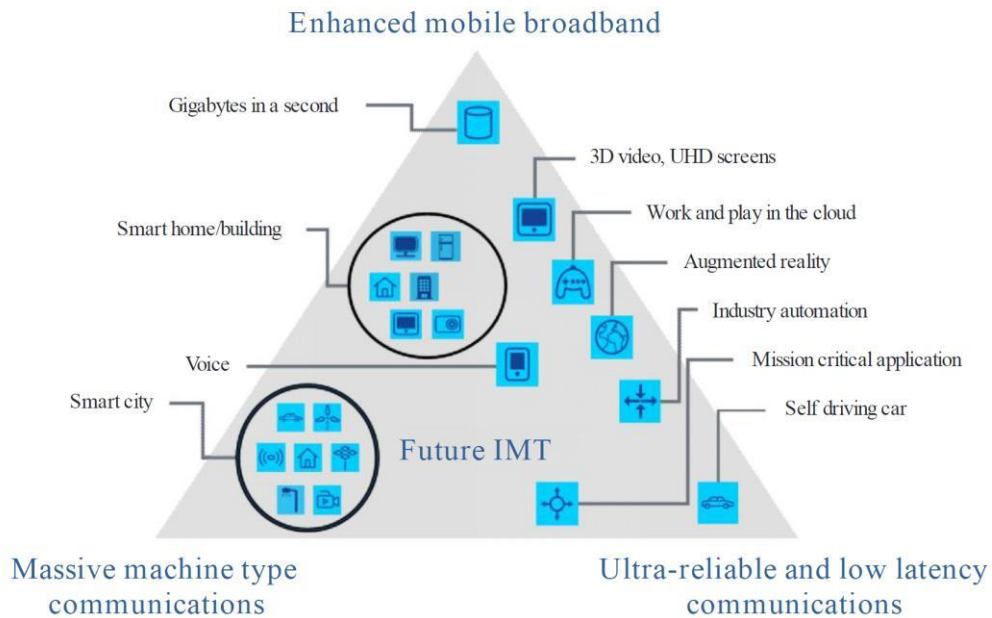 Enhanced mobile broadband
Gigabytes in a second
3D video, UHD screens
Work and play in the cloud
Smart home/building
Augmented reality
Industry automation
Mission critical application
Voice
Smart city
Self driving car
Future IMT
Massive machine type
communications
Ultra-reliable and low latency
communications